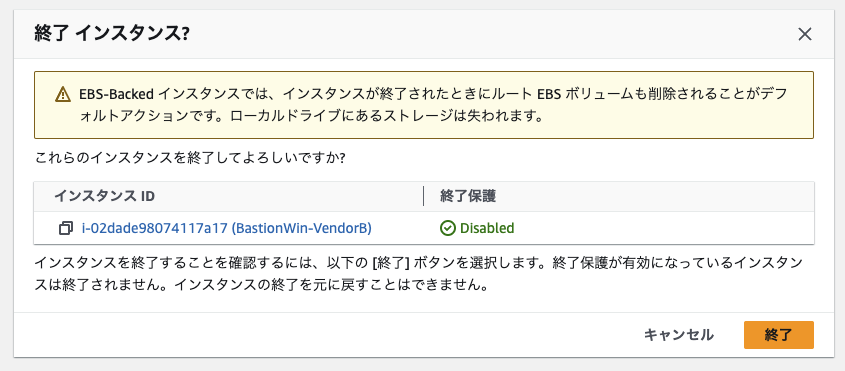 終了 インスタンス?
EBS-Backed インスタンスでは、インスタンスが終了されたときにルート EBS ボリュームも削除されることがデフ
ォルトアクションです。ローカルドライブにあるストレージは失われます。
これらのインスタンスを終了してよろしいですか?
インスタンス ID
終了保護
i-02dade98074117a17 (BastionWin-VendorB)
Disabled
インスタンスを終了することを確認するには、以下の [終了] ボタンを選択します。終了保護が有効になっているインスタン
スは終了されません。インスタンスの終了を元に戻すことはできません。
キャンセル
終了